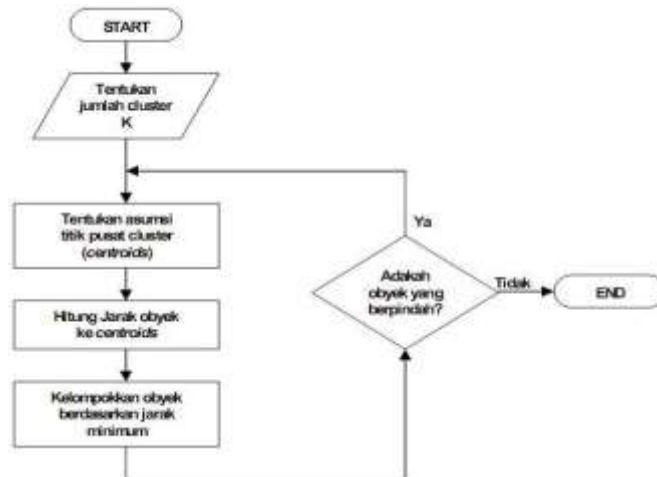 START
Tentukan
jumlah cluster
K
Tentukan asumsi
titik pusat cluster
(centroids)
Hitung Jarak obyek
ke centroids
Kelompokkan obyek
berdasarkan jarak
minimum
Ya
Adakah
obyek yang
berpindah?
Tidak
END